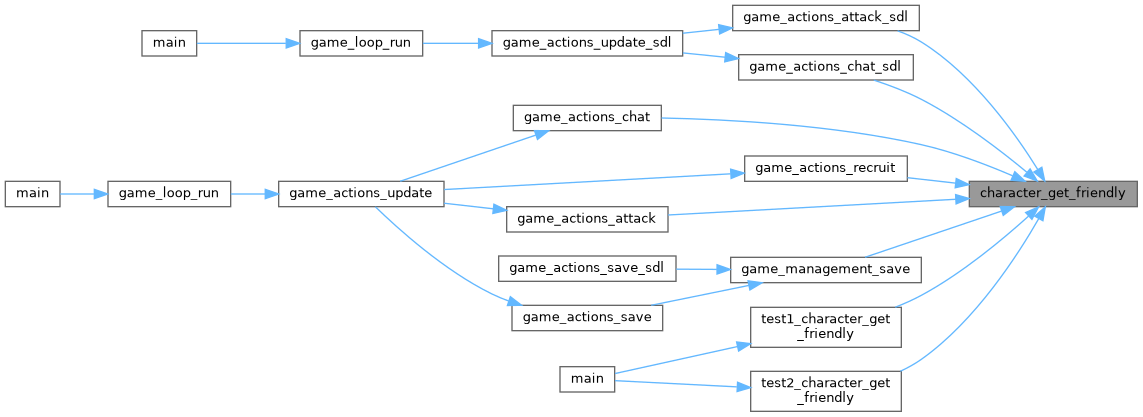 game_actions_attack_sdl
main
game_loop_run
game_actions_update_sdl
game_actions_chat_sdl
game_actions_chat
game_actions_recruit
main
game_loop_run
game_actions_update
character_get_friendly
game_actions_attack
game_actions_save_sdl
game_management_save
game_actions_save
test1_character_get
_friendly
main
test2_character_get
_friendly